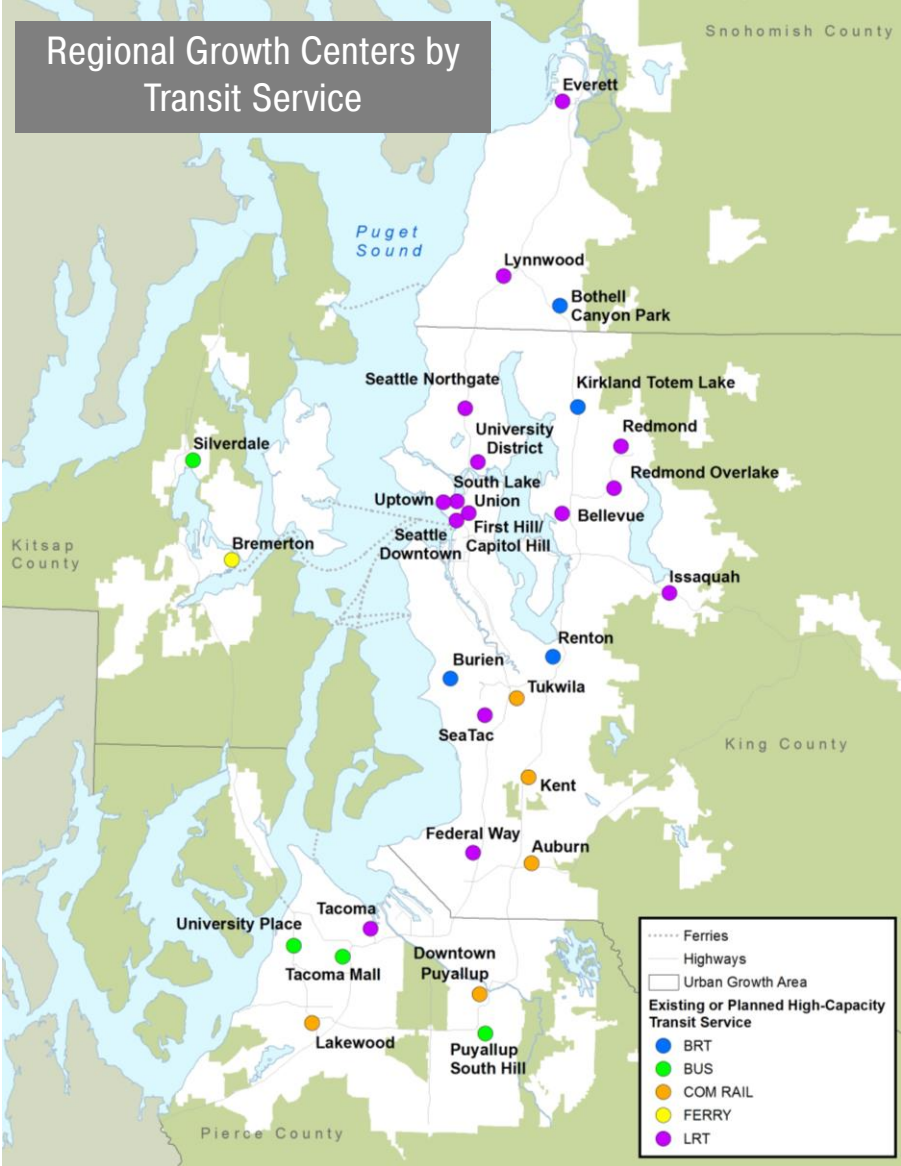 Regional Growth Centers by
Transit Service
Snohomish County
Everett
Puget
Sound
Lynnwood
Bothell
Canyon Park
Seattle Northgate
Kirkland Totem Lake
University
District
Redmond
Silverdale
South Lake
Union
Redmond Overlake
Uptown
Bellevue
First Hill/
Capitol Hill
Seattle
Downtown
Kitsap
County
Bremerton
Issaquah
Renton
Burien
Tukwila
SeaTac
King County
Kent
Federal Way
Auburn
Tacoma
University Place
Downtown
Puyallup
Tacoma Mall
Lakewood
Puyallup
South Hill
Pierce County
Ferries
Highways
Urban Growth Area
Existing or Planned High-Capacity
Transit Service
BRT
BUS
COM RAIL
FERRY
LRT